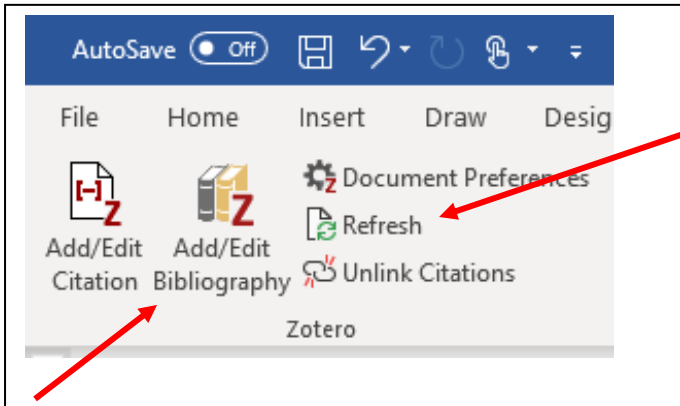 AutoSave Off
File Home Insert Draw Desig
Document Preferences
Refresh
Unlink Citations
Add/Edit Citation
Add/Edit Bibliography
Zotero